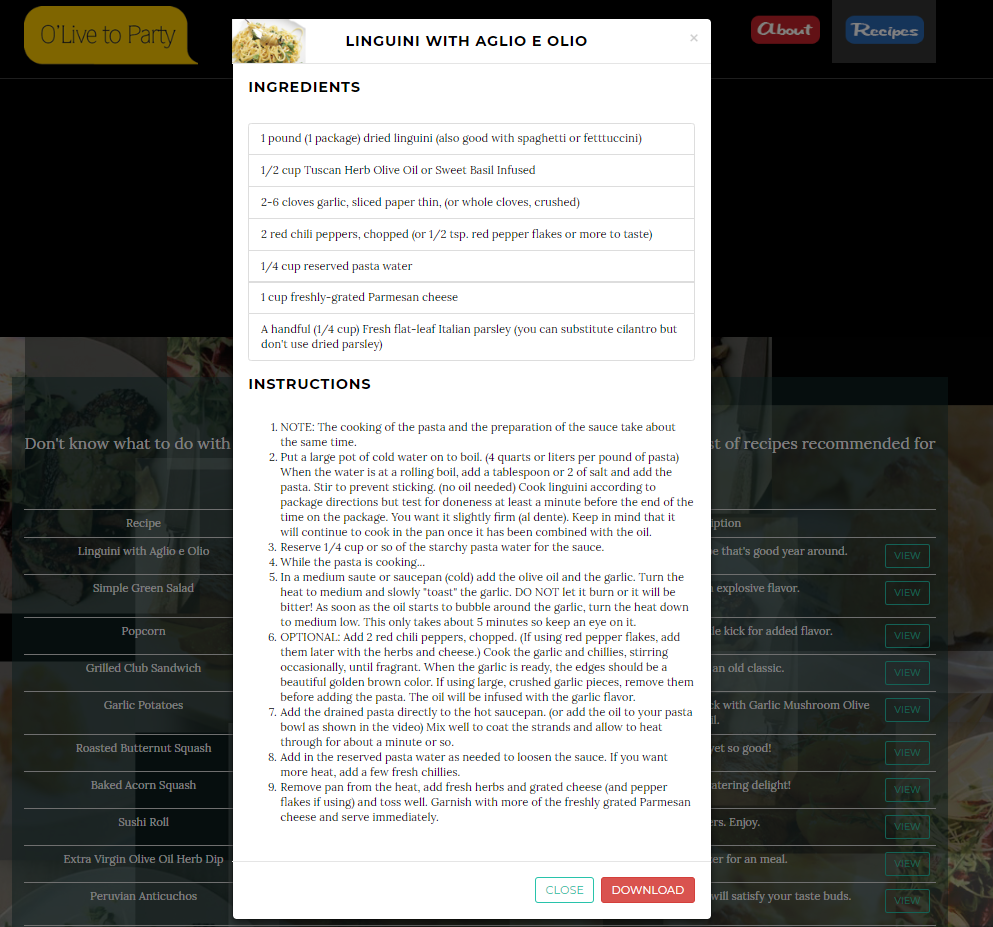 O'Live to Party
About
Recipes
LINGUINI WITH AGLIO E OLIO
×
INGREDIENTS
1 pound (1 package) dried linguini (also good with spaghetti or fetttuccini)
1/2 cup Tuscan Herb Olive Oil or Sweet Basil Infused
2-6 cloves garlic, sliced paper thin, (or whole cloves, crushed)
2 red chili peppers, chopped (or 1/2 tsp. red pepper flakes or more to taste)
1/4 cup reserved pasta water
1 cup freshly-grated Parmesan cheese
A handful (1/4 cup) Fresh flat-leaf Italian parsley (you can substitute cilantro but
don't use dried parsley)
INSTRUCTIONS
1. NOTE: The cooking of the pasta and the preparation of the sauce take about
the same time.
2. Put a large pot of cold water on to boil. (4 quarts or liters per pound of pasta)
When the water is at a rolling boil, add a tablespoon or 2 of salt and add the
pasta. Stir to prevent sticking. (no oil needed) Cook linguini according to
package directions but test for doneness at least a minute before the end of the
time on the package. You want it slightly firm (al dente). Keep in mind that it
will continue to cook in the pan once it has been combined with the oil.
3. Reserve 1/4 cup or so of the starchy pasta water for the sauce.
4. While the pasta is cooking...
5. In a medium saute or saucepan (cold) add the olive oil and the garlic. Turn the
heat to medium and slowly "toast" the garlic. DO NOT let it burn or it will be
bitter! As soon as the oil starts to bubble around the garlic, turn the heat down
to medium low. This only takes about 5 minutes so keep an eye on it.
6. OPTIONAL: Add 2 red chili peppers, chopped. (If using red pepper flakes, add
them later with the herbs and cheese.) Cook the garlic and chillies, stirring
occasionally, until fragrant. When the garlic is ready, the edges should be a
beautiful golden brown color. If using large, crushed garlic pieces, remove them
before adding the pasta. The oil will be infused with the garlic flavor.
7. Add the drained pasta directly to the hot saucepan. (or add the oil to your pasta
bowl as shown in the video) Mix well to coat the strands and allow to heat
through for about a minute or so.
8. Add in the reserved pasta water as needed to loosen the sauce. If you want
more heat, add a few fresh chillies.
9. Remove pan from the heat, add fresh herbs and grated cheese (and pepper
flakes if using) and toss well. Garnish with more of the freshly grated Parmesan
cheese and serve immediately.
CLOSE
DOWNLOAD
Don't know what to do with
of recipes recommended for
Recipe
Linguini with Aglio e Olio
that's good year around.
VIEW
Simple Green Salad
explosive flavor.
VIEW
Popcorn
kick for added flavor.
VIEW
Grilled Club Sandwich
an old classic.
VIEW
Garlic Potatoes
with Garlic Mushroom Olive
VIEW
Roasted Butternut Squash
yet so good!
VIEW
Baked Acorn Squash
delight!
VIEW
Sushi Roll
Enjoy.
VIEW
Extra Virgin Olive Oil Herb Dip
for an meal.
VIEW
Peruvian Anticuchos
will satisfy your taste buds.
VIEW